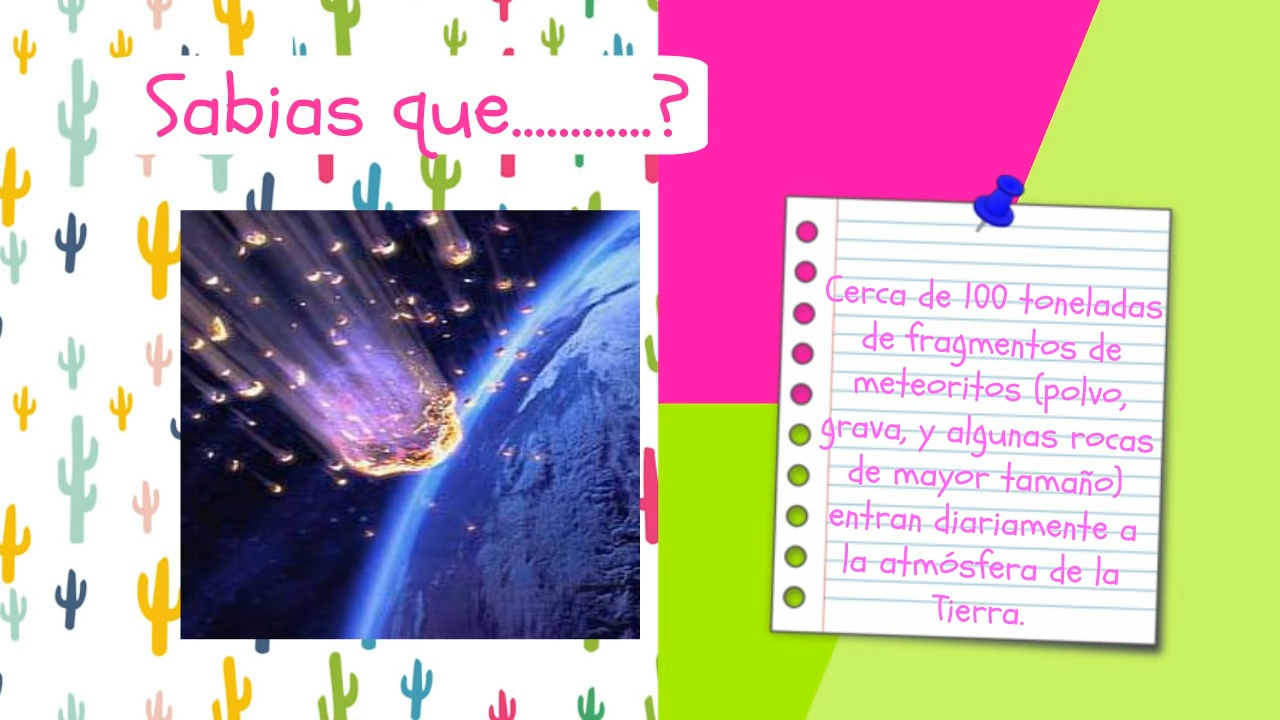 Sabias que............?
Cerca de 100 toneladas
de fragmentos de
meteoritos (polvo,
grava, y algunas rocas
de mayor tamaño)
entran diariamente a
la atmósfera de la
Tierra.